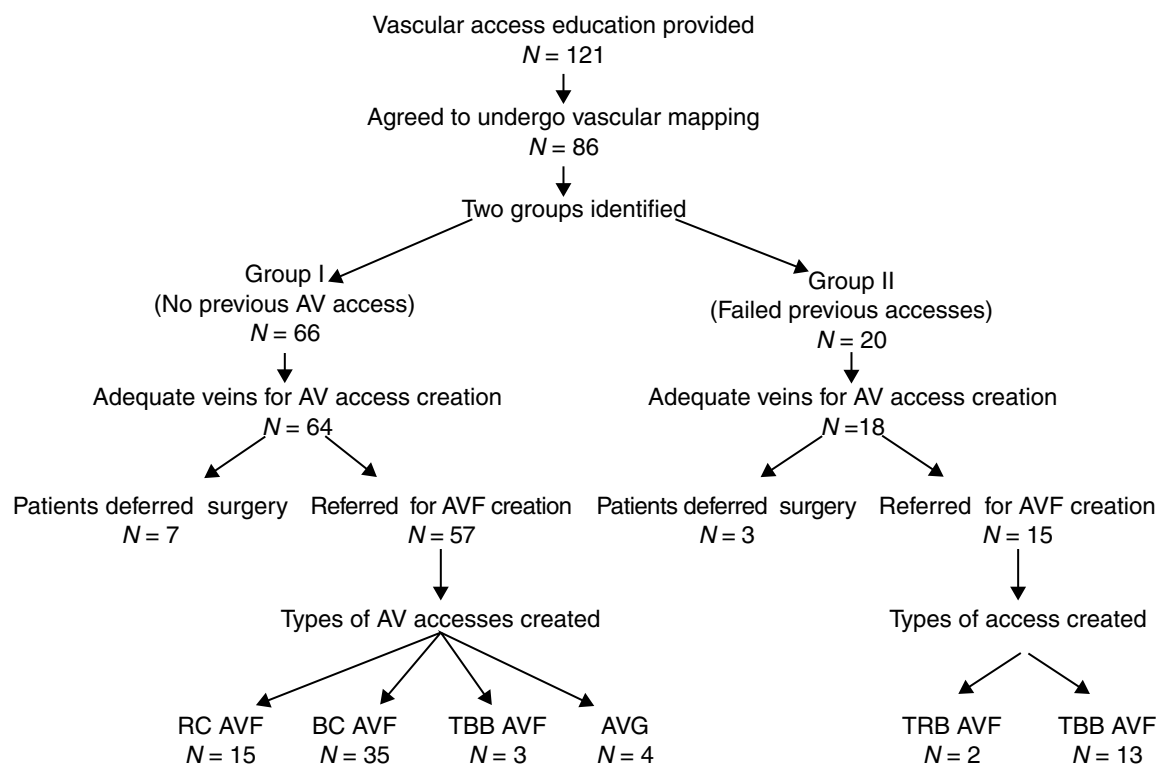 Vascular access education provided
N = 121
Agreed to undergo vascular mapping
N = 86
Two groups identified
Group I
(No previous AV access)
N = 66
Group II
(Failed previous accesses)
N = 20
Adequate veins for AV access creation
N = 64
Adequate veins for AV access creation
N =18
Patients deferred surgery
N = 7
Referred for AVF creation
N = 57
Patients deferred surgery
N = 3
Referred for AVF creation
N = 15
Types of AV accesses created
Types of access created
RC AVF
N = 15
BC AVF
N = 35
TBB AVF
N = 3
AVG
N = 4
TRB AVF
N = 2
TBB AVF
N = 13